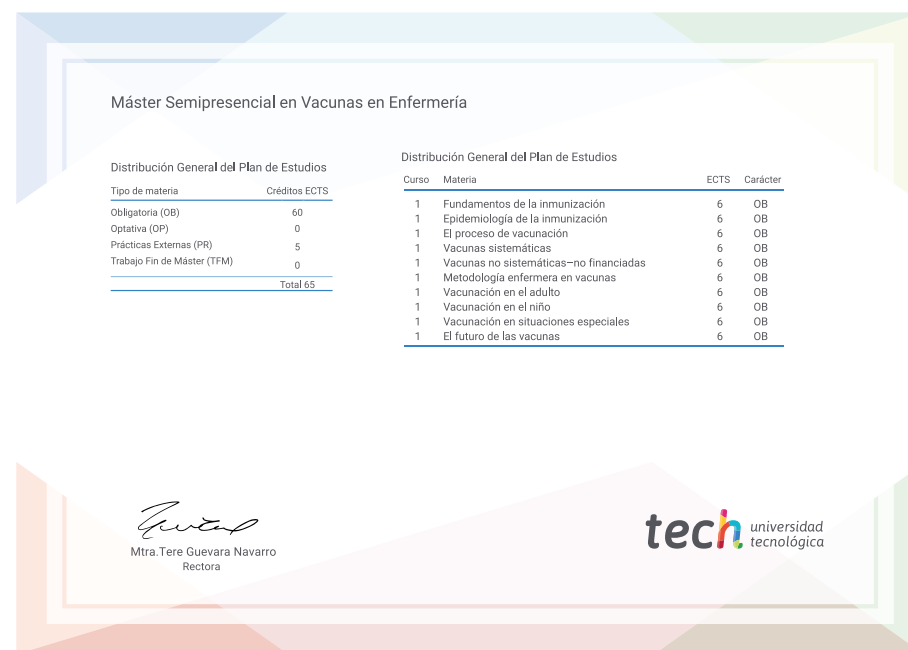 Máster Semipresencial en Vacunas en Enfermería
Distribución General del Plan de Estudios
Tipo de materia Créditos ECTS
Obligatoria (OB) 60
Optativa (OP) 0
Prácticas Externas (PR) 5
Trabajo Fin de Máster (TFM) 0
Total 65
Distribución General del Plan de Estudios
Curso Materia ECTS Carácter
1 Fundamentos de la inmunización 6 OB
1 Epidemiología de la inmunización 6 OB
1 El proceso de vacunación 6 OB
1 Vacunas sistemáticas 6 OB
1 Vacunas no sistemáticas–no financiadas 6 OB
1 Metodología enfermera en vacunas 6 OB
1 Vacunación en el adulto 6 OB
1 Vacunación en el niño 6 OB
1 Vacunación en situaciones especiales 6 OB
1 El futuro de las vacunas 6 OB
Mtra.Tere Guevara Navarro
Rectora
tech universidad
tecnológica